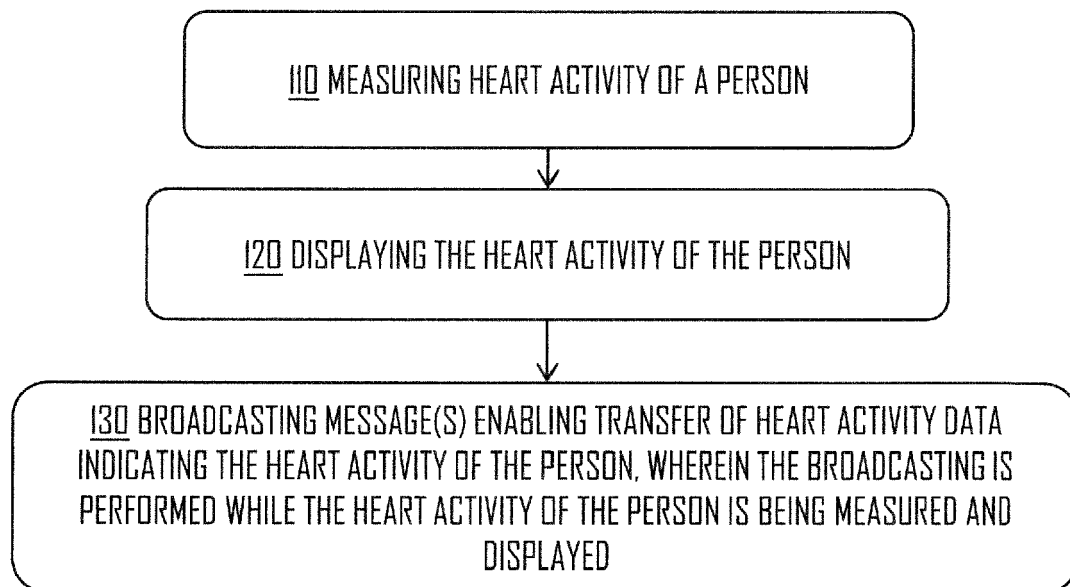 110 MEASURING HEART ACTIVITY OF A PERSON
120 DISPLAYING THE HEART ACTIVITY OF THE PERSON
130 BROADCASTING MESSAGE(S) ENABLING TRANSFER OF HEART ACTIVITY DATA
INDICATING THE HEART ACTIVITY OF THE PERSON, WHEREIN THE BROADCASTING IS
PERFORMED WHILE THE HEART ACTIVITY OF THE PERSON IS BEING MEASURED AND
DISPLAYED